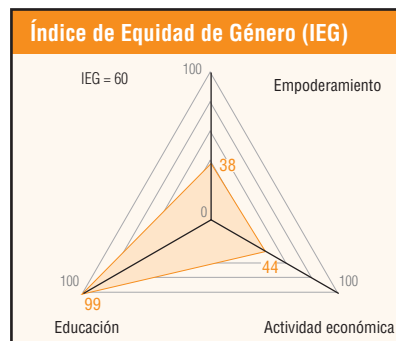 Índice de Equidad de Género (IEG)
100
IEG = 60
Empoderamiento
38
0
44
100
100
99
Educación
Actividad económica